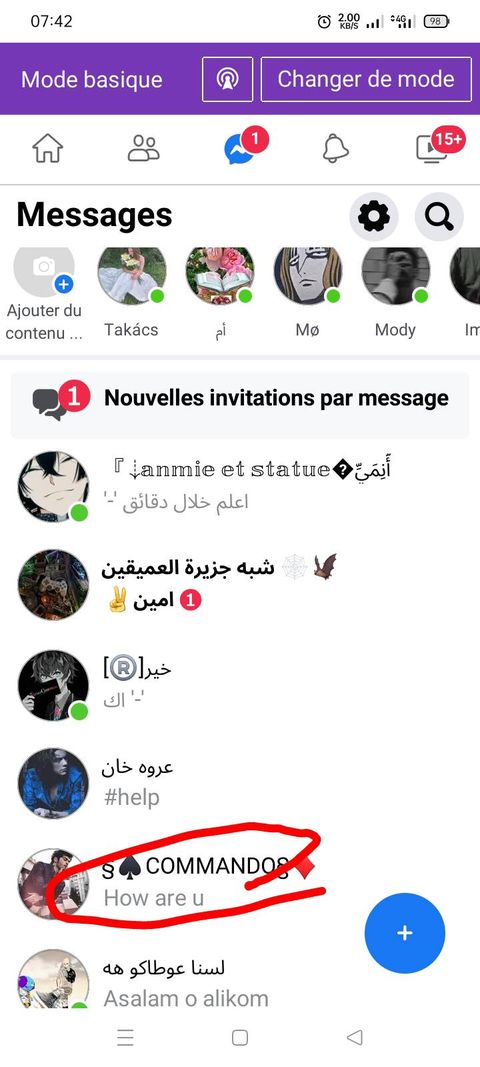 07:42
2.00 KB/S 4G 98
Mode basique
Changer de mode
1
15+
Messages
Ajouter du
contenu ...
Takács
أم
Mø
Mody
Im
1
Nouvelles invitations par message
『⸸𝕒𝕟𝕞𝕚𝕖 𝕖𝕥 𝕤𝕥𝕒𝕥𝕦𝕖�أَنِمَيِّ
اعلم خلال دقائق '-'
شبه جزيرة العميقين 🕸️🦇
امين ✌️ 1
خير[®️]
اك '-'
عروه خان
#help
§♠️COMMANDO§♦️
How are u
لسنا عوطاكو هه
Asalam o alikom